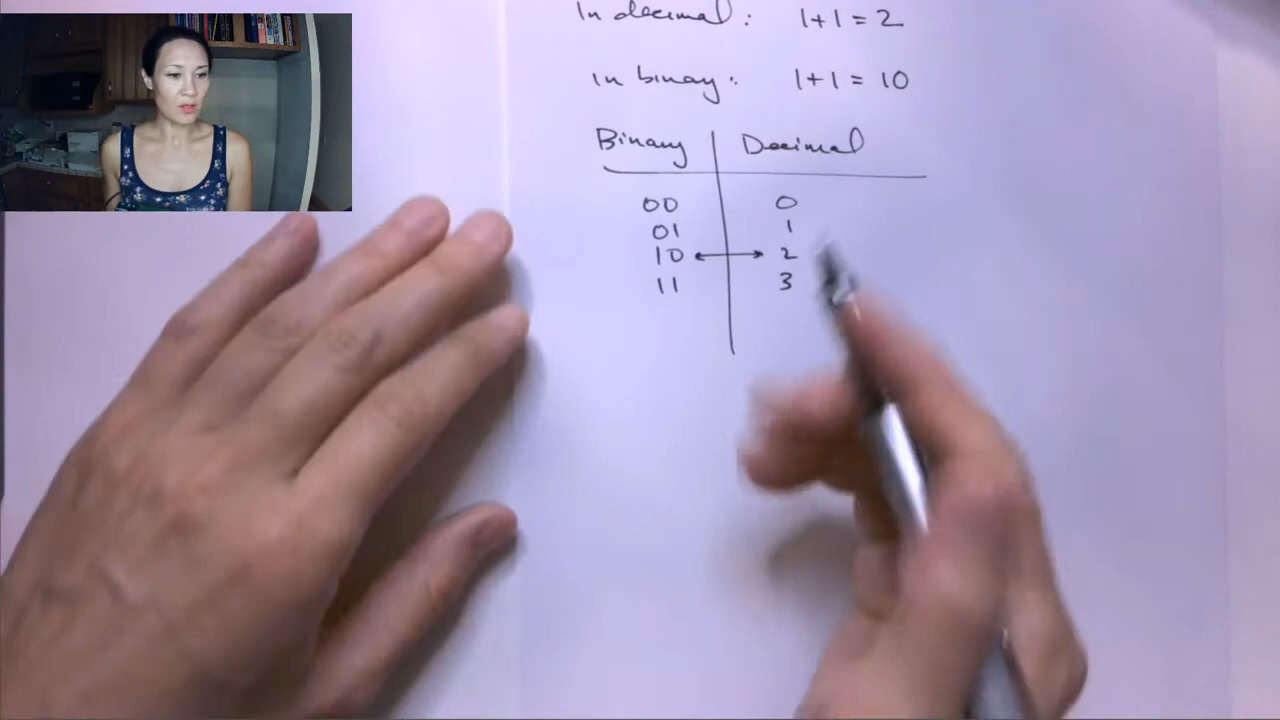 In decimal: 1+1=2
in binary: 1+1=10
Binary Decimal
00 0
01 1
10 ↔ 2
11 3